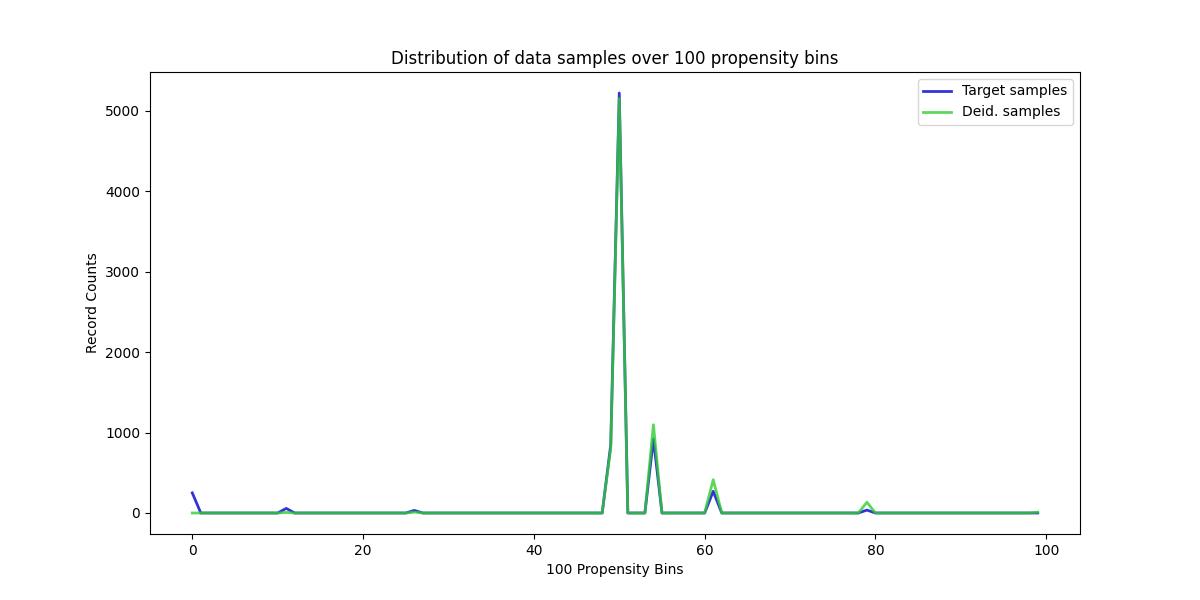 Distribution of data samples over 100 propensity bins
Target samples
Deid. samples
5000
4000
3000
2000
1000
0
Record Counts
0 20 40 60 80 100
100 Propensity Bins